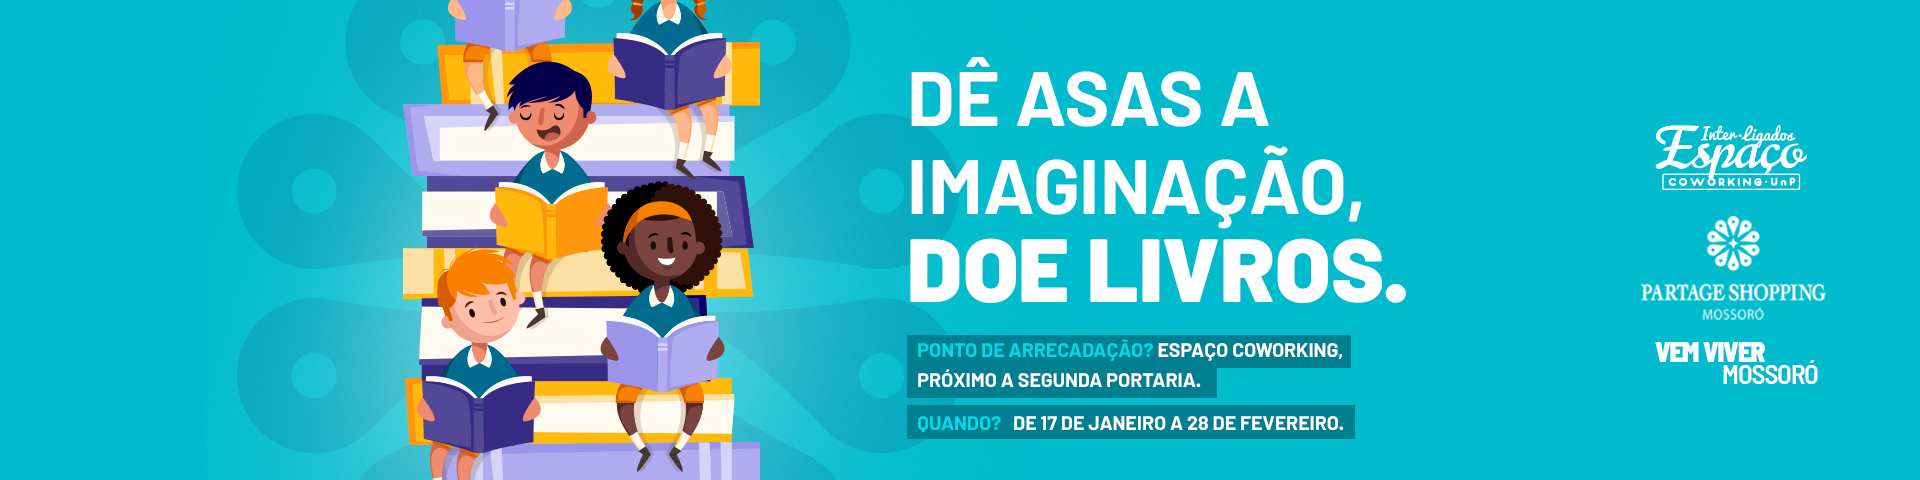 DÊ ASAS A
IMAGINAÇÃO,
DOE LIVROS.
PONTO DE ARRECADAÇÃO? ESPAÇO COWORKING,
PRÓXIMO A SEGUNDA PORTARIA.
QUANDO? DE 17 DE JANEIRO A 28 DE FEVEREIRO.
Inter-Ligados
Espaço
COWORKING·UnP
PARTAGE SHOPPING
MOSSORÓ
VEM VIVER
MOSSORÓ